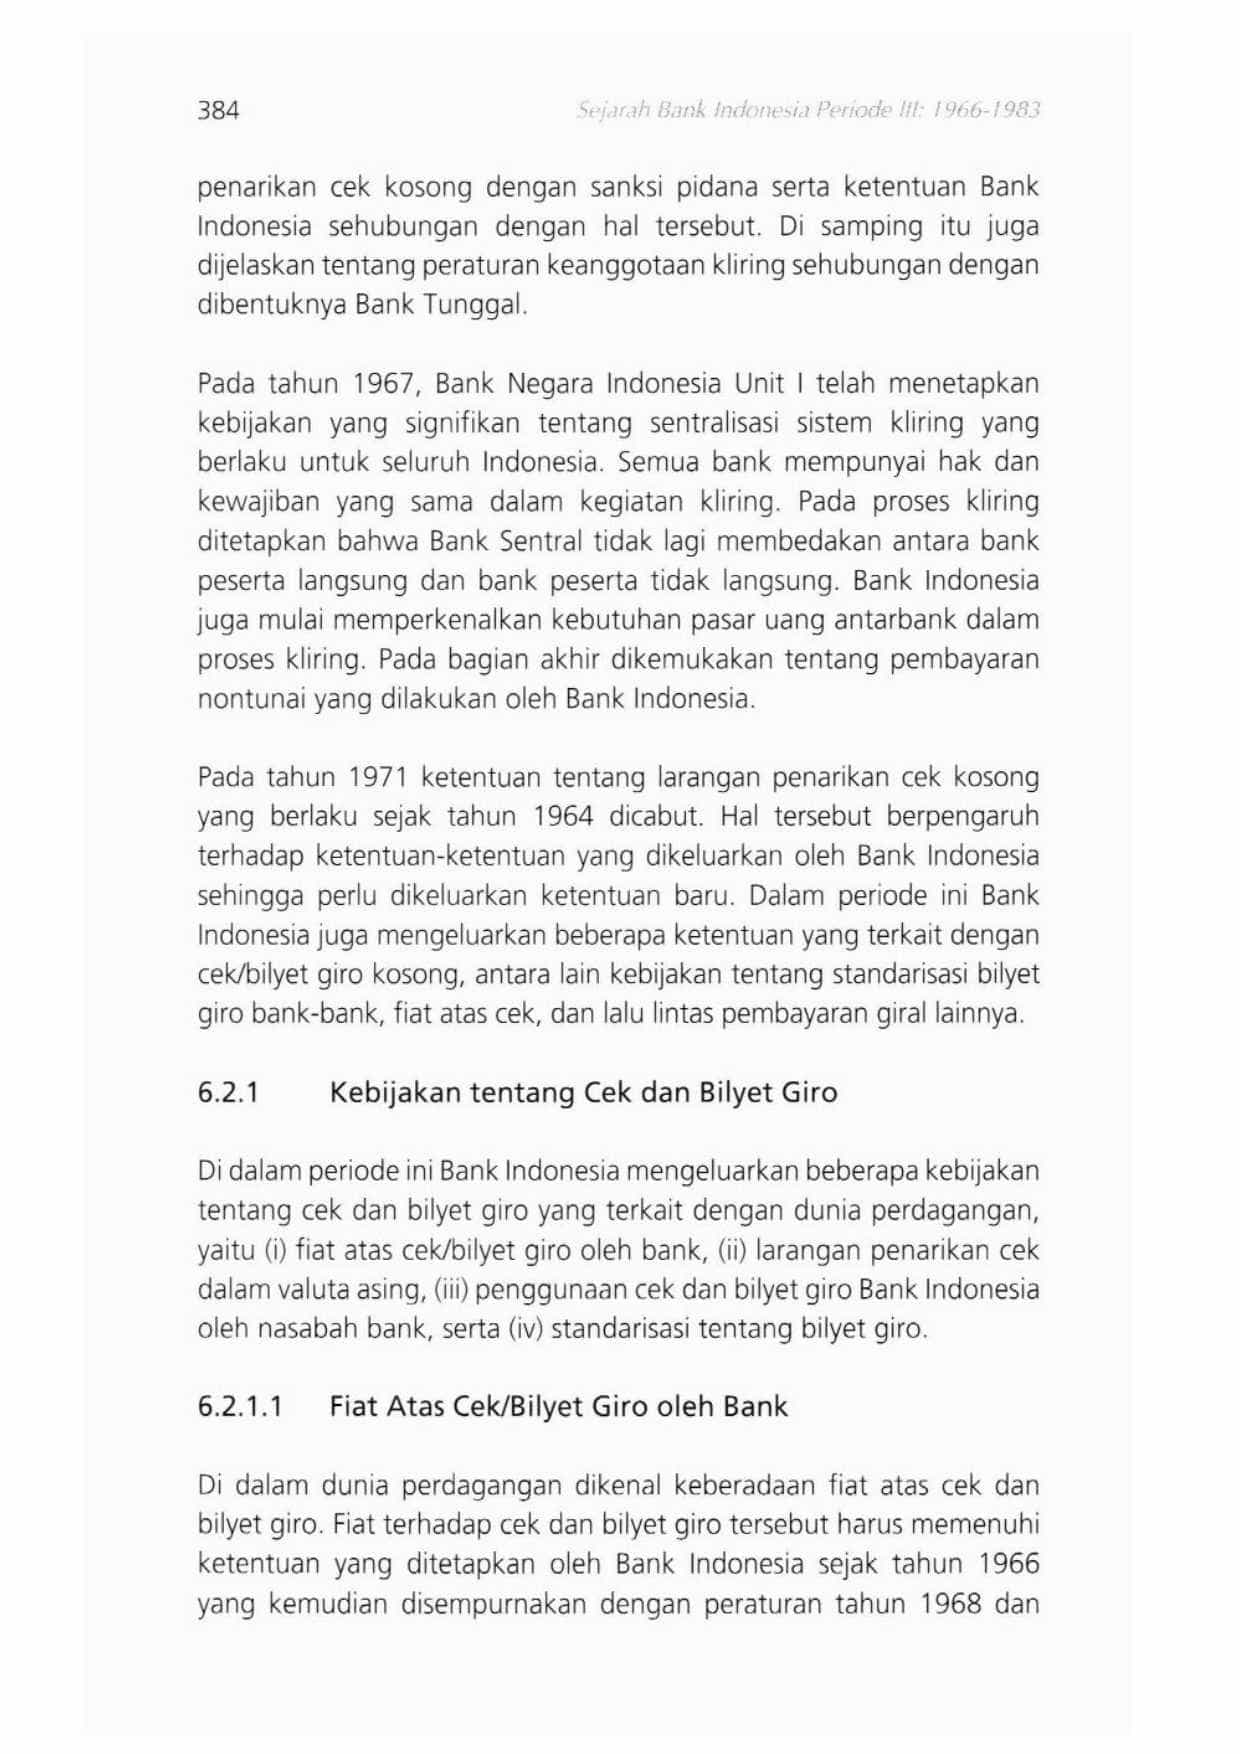 384
Sejarah Bank Indonesia Periode III: 1966-1983
penarikan cek kosong dengan sanksi pidana serta ketentuan Bank
Indonesia sehubungan dengan hal tersebut. Di samping itu juga
dijelaskan tentang peraturan keanggotaan kliring sehubungan dengan
dibentuknya Bank Tunggal.
Pada tahun 1967, Bank Negara Indonesia Unit I telah menetapkan
kebijakan yang signifikan tentang sentralisasi sistem kliring yang
berlaku untuk seluruh Indonesia. Semua bank mempunyai hak dan
kewajiban yang sama dalam kegiatan kliring. Pada proses kliring
ditetapkan bahwa Bank Sentral tidak lagi membedakan antara bank
peserta langsung dan bank peserta tidak langsung. Bank Indonesia
juga mulai memperkenalkan kebutuhan pasar uang antarbank dalam
proses kliring. Pada bagian akhir dikemukakan tentang pembayaran
nontunai yang dilakukan oleh Bank Indonesia.
Pada tahun 1971 ketentuan tentang larangan penarikan cek kosong
yang berlaku sejak tahun 1964 dicabut. Hal tersebut berpengaruh
terhadap ketentuan-ketentuan yang dikeluarkan oleh Bank Indonesia
sehingga perlu dikeluarkan ketentuan baru. Dalam periode ini Bank
Indonesia juga mengeluarkan beberapa ketentuan yang terkait dengan
cek/bilyet giro kosong, antara lain kebijakan tentang standarisasi bilyet
giro bank-bank, fiat atas cek, dan lalu lintas pembayaran giral lainnya.
6.2.1 Kebijakan tentang Cek dan Bilyet Giro
Di dalam periode ini Bank Indonesia mengeluarkan beberapa kebijakan
tentang cek dan bilyet giro yang terkait dengan dunia perdagangan,
yaitu (i) fiat atas cek/bilyet giro oleh bank, (ii) larangan penarikan cek
dalam valuta asing, (iii) penggunaan cek dan bilyet giro Bank Indonesia
oleh nasabah bank, serta (iv) standarisasi tentang bilyet giro.
6.2.1.1 Fiat Atas Cek/Bilyet Giro oleh Bank
Di dalam dunia perdagangan dikenal keberadaan fiat atas cek dan
bilyet giro. Fiat terhadap cek dan bilyet giro tersebut harus memenuhi
ketentuan yang ditetapkan oleh Bank Indonesia sejak tahun 1966
yang kemudian disempurnakan dengan peraturan tahun 1968 dan